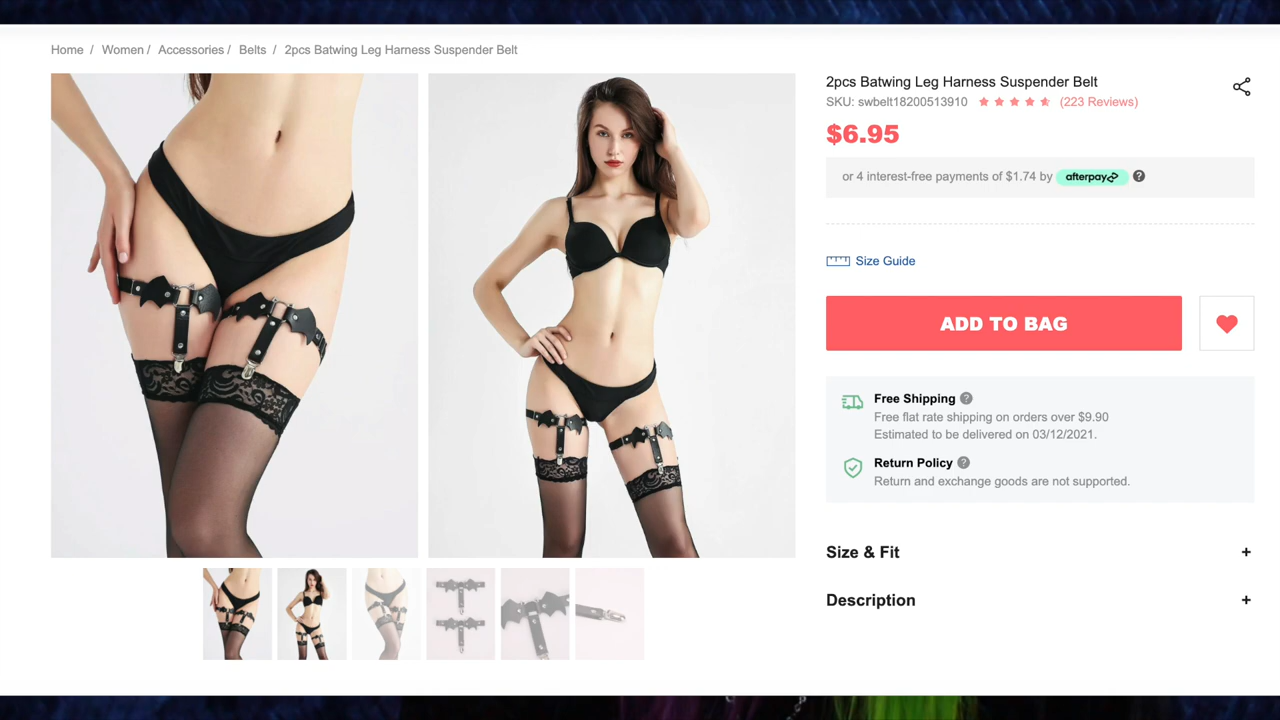 Home / Women / Accessories / Belts / 2pcs Batwing Leg Harness Suspender Belt
2pcs Batwing Leg Harness Suspender Belt
SKU: swbelt18200513910 (223 Reviews)
$6.95
or 4 interest-free payments of $1.74 by afterpay ?
Size Guide
ADD TO BAG
Free Shipping ?
Free flat rate shipping on orders over $9.90
Estimated to be delivered on 03/12/2021.
Return Policy ?
Return and exchange goods are not supported.
Size & Fit +
Description +